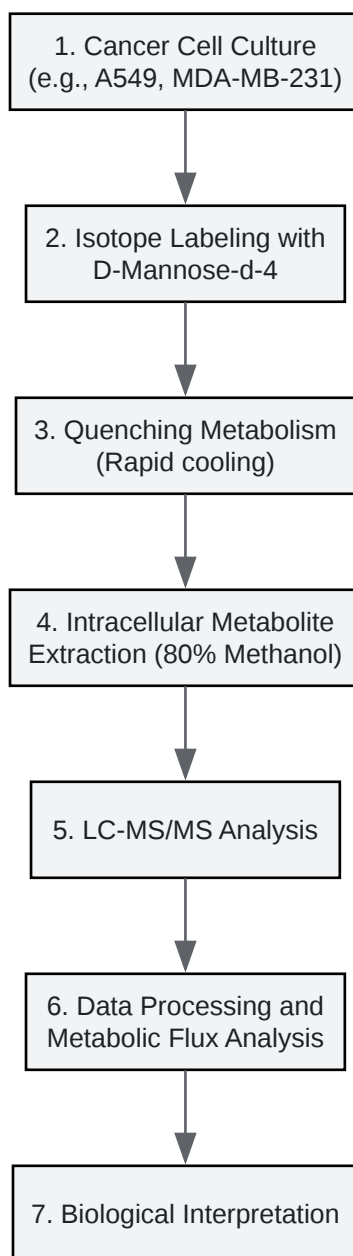 1. Cancer Cell Culture
(e.g., A549, MDA-MB-231)
2. Isotope Labeling with
D-Mannose-d-4
3. Quenching Metabolism
(Rapid cooling)
4. Intracellular Metabolite
Extraction (80% Methanol)
5. LC-MS/MS Analysis
6. Data Processing and
Metabolic Flux Analysis
7. Biological Interpretation